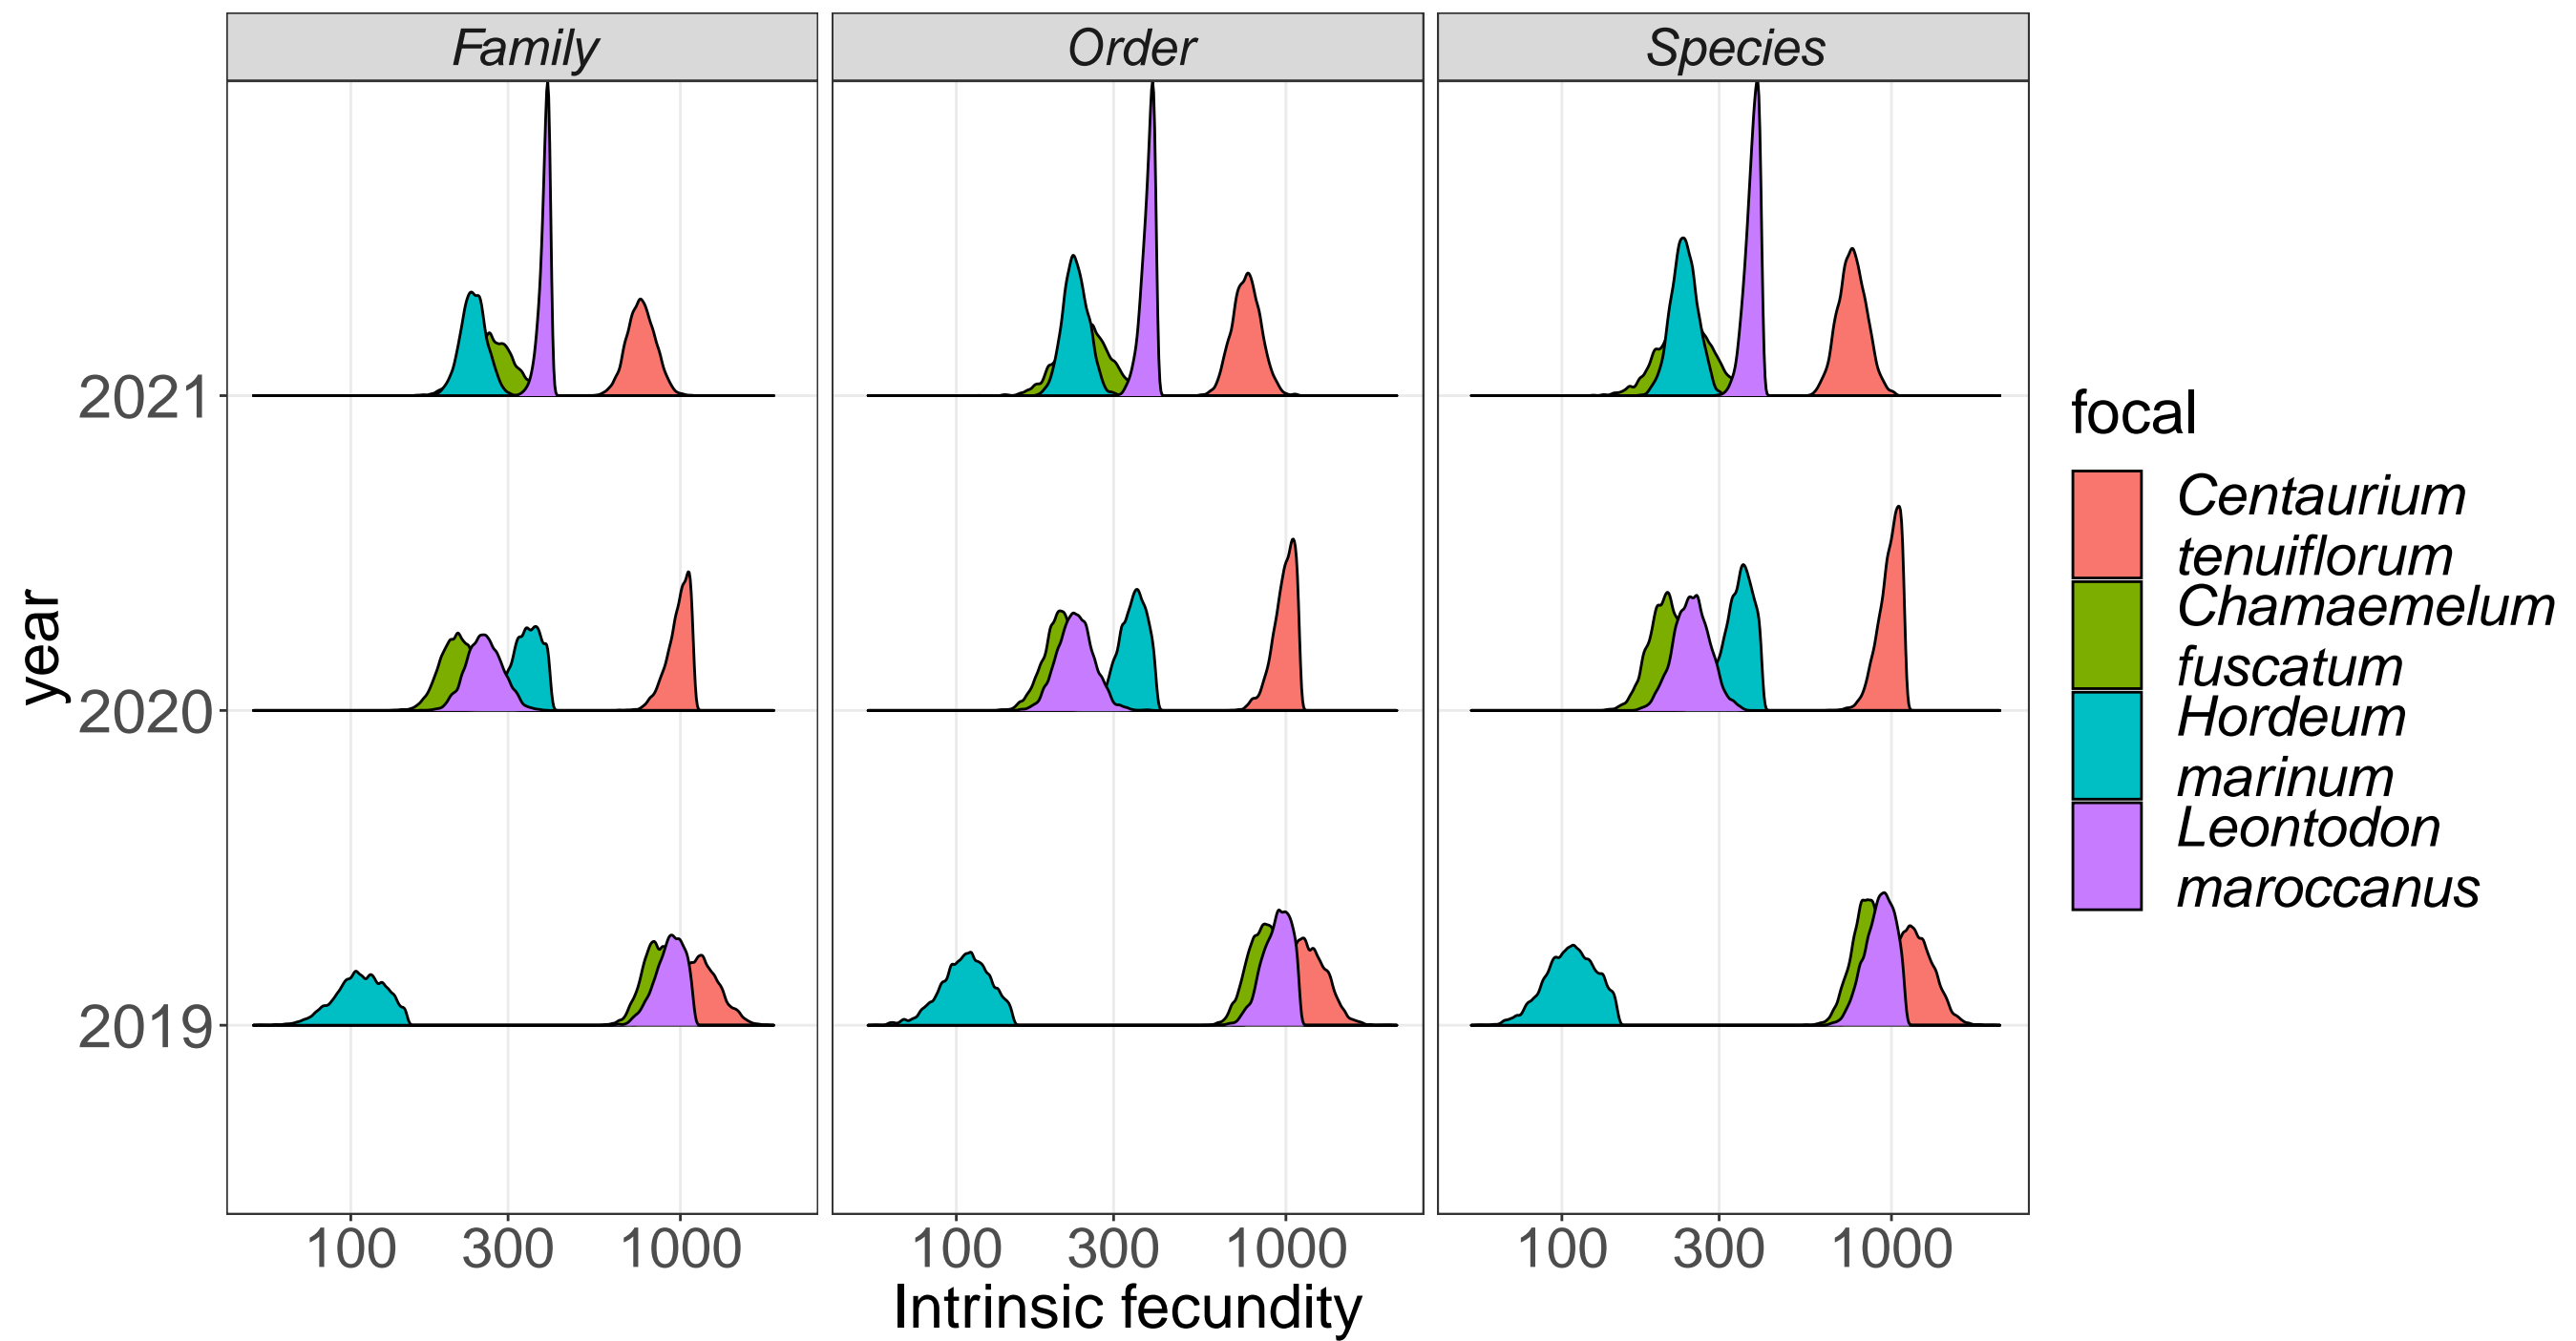 Family Order Species
2021
2020
2019
year
100 300 1000 100 300 1000 100 300 1000
Intrinsic fecundity
focal
Centaurium
tenuiflorum
Chamaemelum
fuscatum
Hordeum
marinum
Leontodon
maroccanus